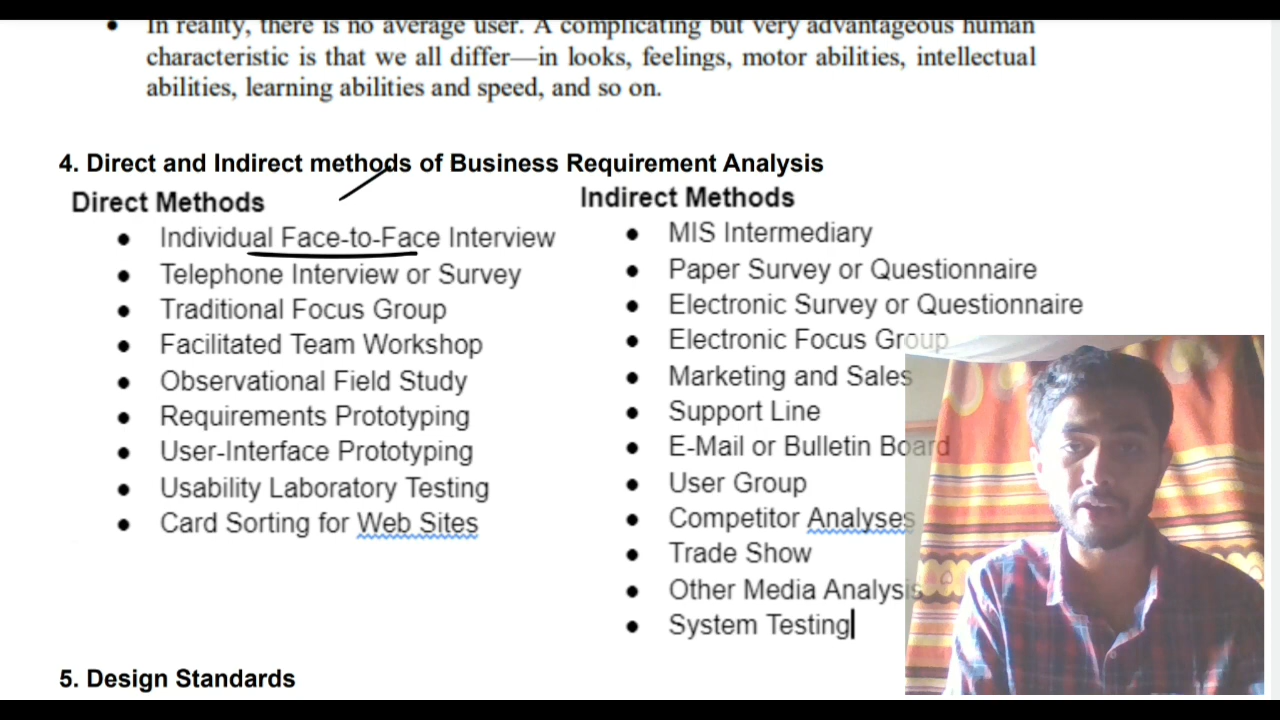 In reality, there is no average user. A complicating but very advantageous human
characteristic is that we all differ—in looks, feelings, motor abilities, intellectual
abilities, learning abilities and speed, and so on.
4. Direct and Indirect methods of Business Requirement Analysis
Direct Methods
Individual Face-to-Face Interview
Telephone Interview or Survey
Traditional Focus Group
Facilitated Team Workshop
Observational Field Study
Requirements Prototyping
User-Interface Prototyping
Usability Laboratory Testing
Card Sorting for Web Sites
Indirect Methods
MIS Intermediary
Paper Survey or Questionnaire
Electronic Survey or Questionnaire
Electronic Focus Group
Marketing and Sales
Support Line
E-Mail or Bulletin Board
User Group
Competitor Analyses
Trade Show
Other Media Analysis
System Testing
5. Design Standards